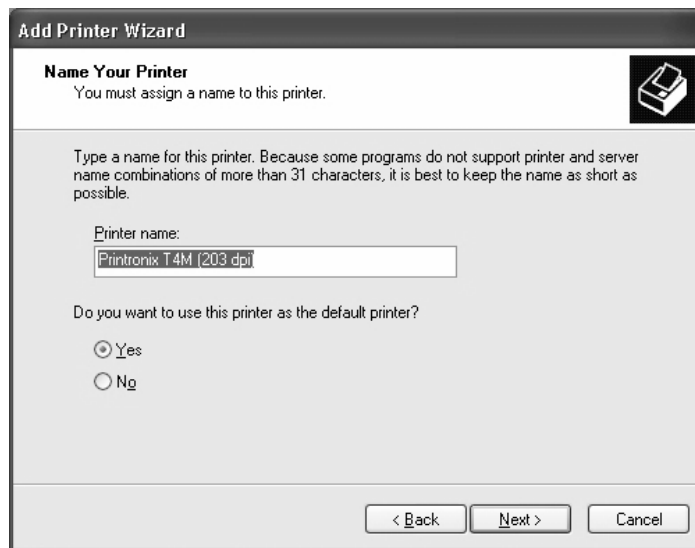 Add Printer Wizard
Name Your Printer
You must assign a name to this printer.
Type a name for this printer. Because some programs do not support printer and server
name combinations of more than 31 characters, it is best to keep the name as short as
possible.
Printer name:
Printronix T4M (203 dpi)
Do you want to use this printer as the default printer?
Yes
No
< Back
Next >
Cancel